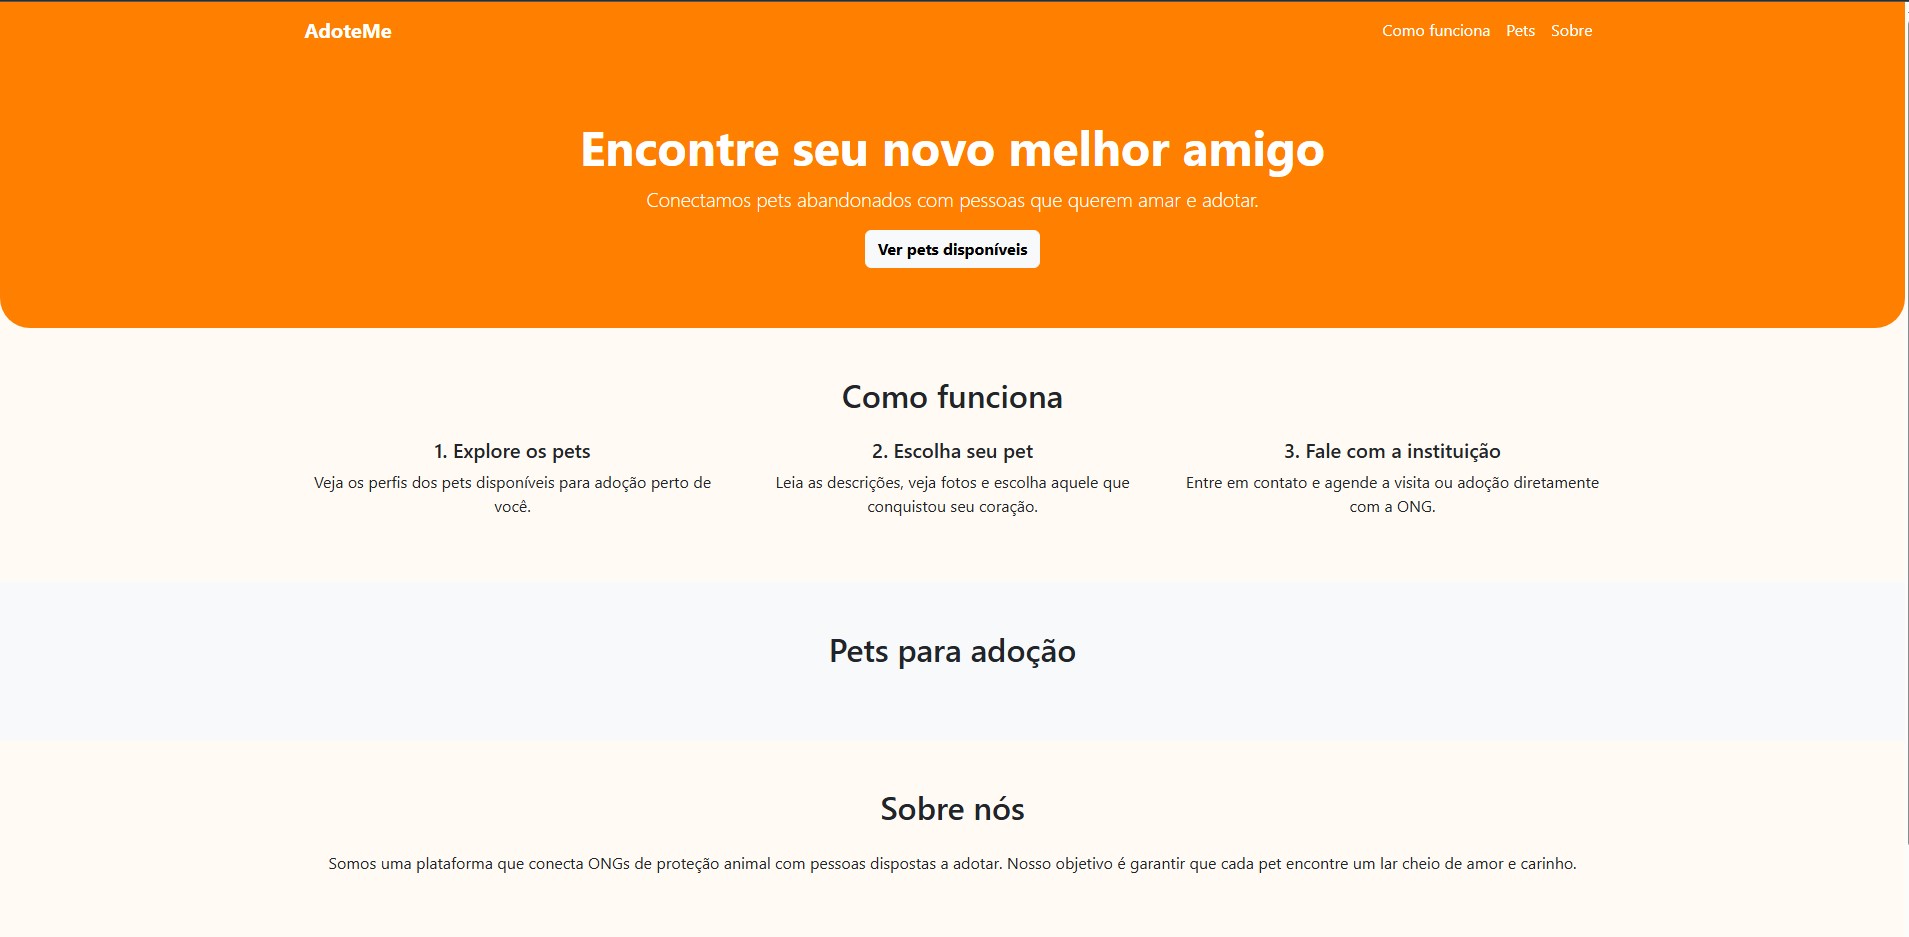 AdoteMe
Como funciona Pets Sobre
Encontre seu novo melhor amigo
Conectamos pets abandonados com pessoas que querem amar e adotar.
Ver pets disponíveis
Como funciona
1. Explore os pets
Veja os perfis dos pets disponíveis para adoção perto de
você.
2. Escolha seu pet
Leia as descrições, veja fotos e escolha aquele que
conquistou seu coração.
3. Fale com a instituição
Entre em contato e agende a visita ou adoção diretamente
com a ONG.
Pets para adoção
Sobre nós
Somos uma plataforma que conecta ONGs de proteção animal com pessoas dispostas a adotar. Nosso objetivo é garantir que cada pet encontre um lar cheio de amor e carinho.